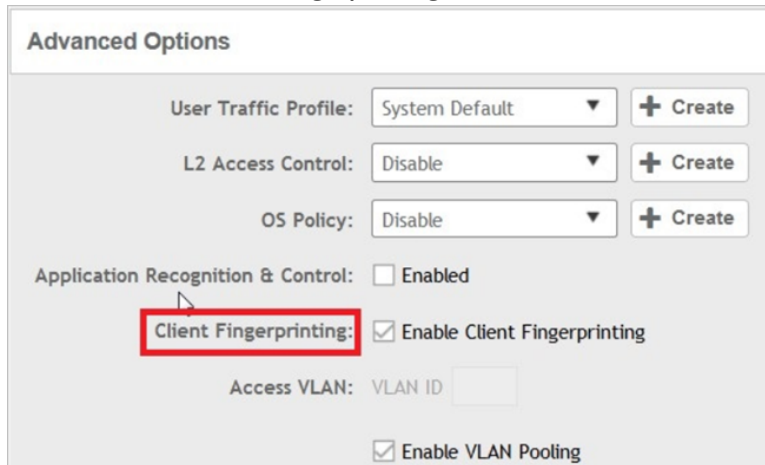 Advanced Options
User Traffic Profile: System Default ▼ + Create
L2 Access Control: Disable ▼ + Create
OS Policy: Disable ▼ + Create
Application Recognition & Control: Enabled
Client Fingerprinting: Enable Client Fingerprinting
Access VLAN: VLAN ID
Enable VLAN Pooling